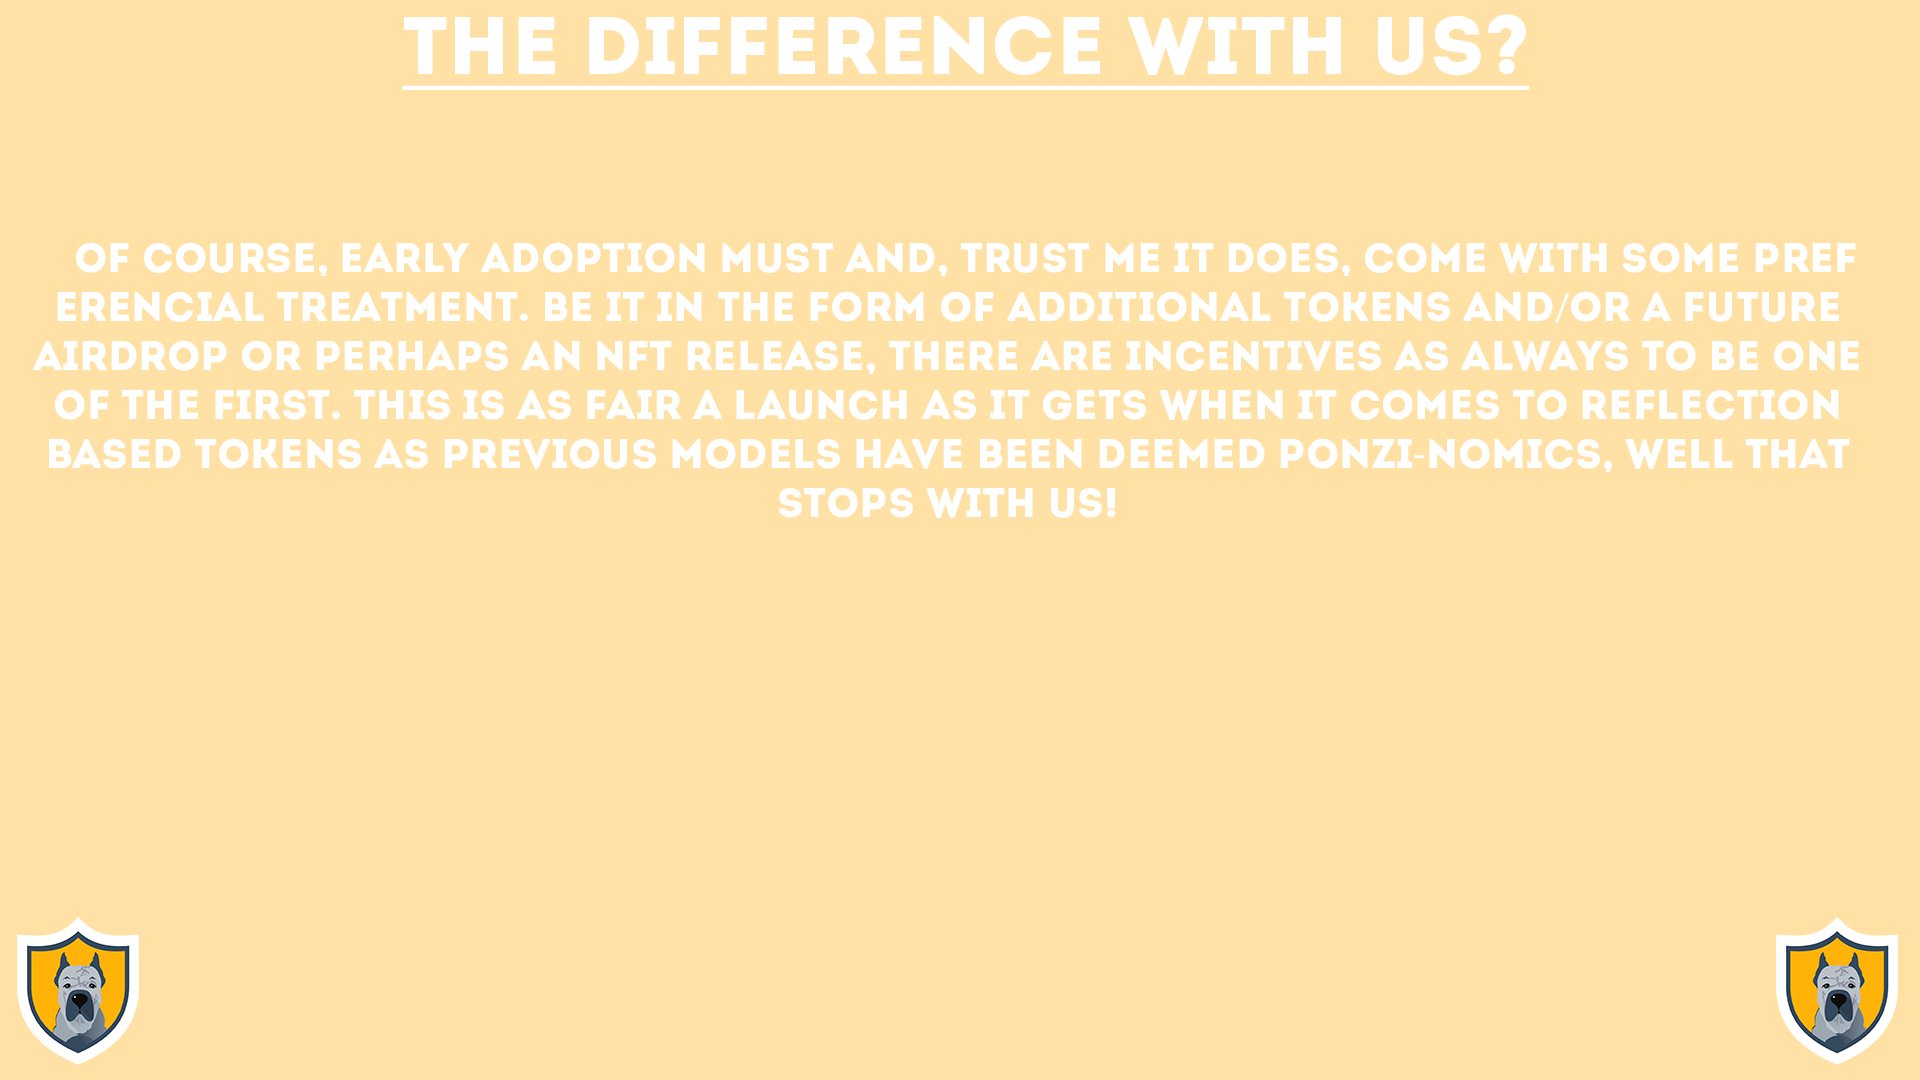 THE DIFFERENCE WITH US?
OF COURSE, EARLY ADOPTION MUST AND, TRUST ME IT DOES, COME WITH SOME PREF
ERENCIAL TREATMENT. BE IT IN THE FORM OF ADDITIONAL TOKENS AND/OR A FUTURE
AIRDROP OR PERHAPS AN NFT RELEASE, THERE ARE INCENTIVES AS ALWAYS TO BE ONE
OF THE FIRST. THIS IS AS FAIR A LAUNCH AS IT GETS WHEN IT COMES TO REFLECTION
BASED TOKENS AS PREVIOUS MODELS HAVE BEEN DEEMED PONZI-NOMICS, WELL THAT
STOPS WITH US!